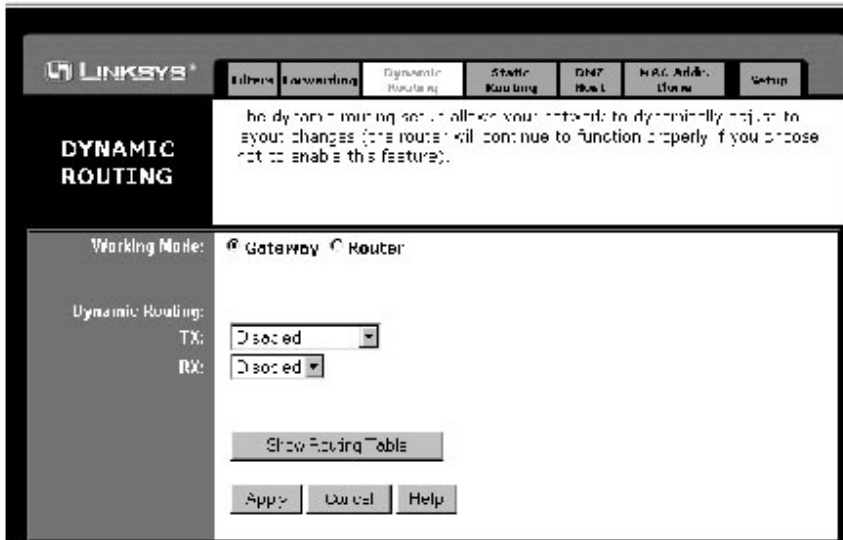 LINKSYS®
Filters Forwarding Dynamic Routing Static Routing DMZ Host MAC Addr. Clone Setup
DYNAMIC ROUTING
The dynamic routing setup allows your network to dynamically adjust to
layout changes (the router will continue to function properly if you choose
not to enable this feature).
Working Mode: Gateway Router
Dynamic Routing:
TX: Disabled
RX: Disabled
Show Routing Table
Apply Cancel Help